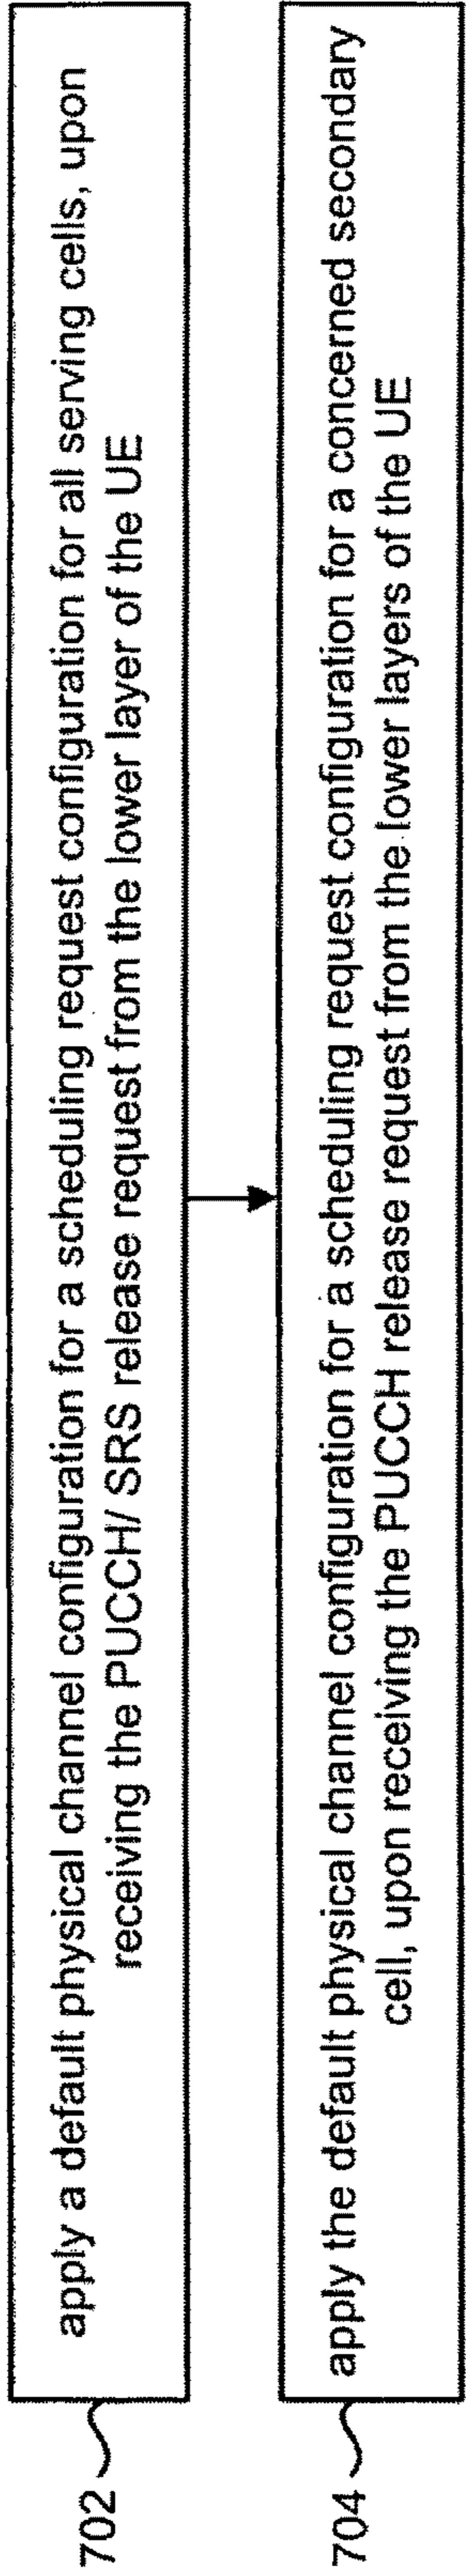 702
apply a default physical channel configuration for a scheduling request configuration for all serving cells, upon
receiving the PUCCH/ SRS release request from the lower layer of the UE
704
apply the default physical channel configuration for a scheduling request configuration for a concerned secondary
cell, upon receiving the PUCCH release request from the lower layers of the UE